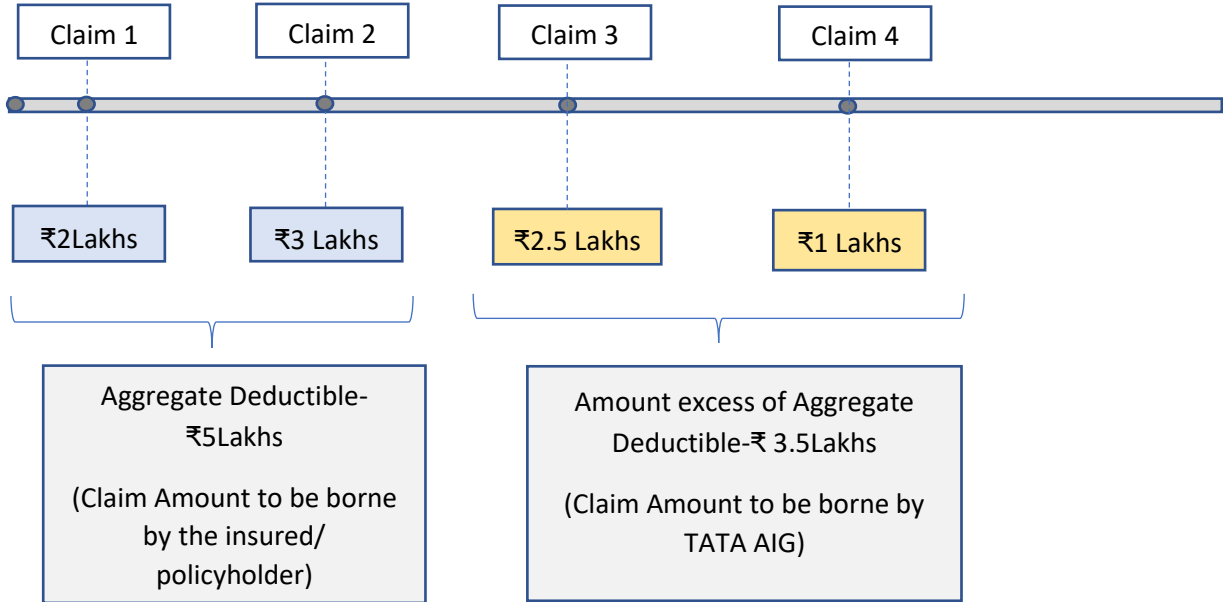 Claim 1
Claim 2
Claim 3
Claim 4
₹2Lakhs
₹3 Lakhs
₹2.5 Lakhs
₹1 Lakhs
Aggregate Deductible-
₹5Lakhs
(Claim Amount to be borne
by the insured/
policyholder)
Amount excess of Aggregate
Deductible-₹ 3.5Lakhs
(Claim Amount to be borne by
TATA AIG)